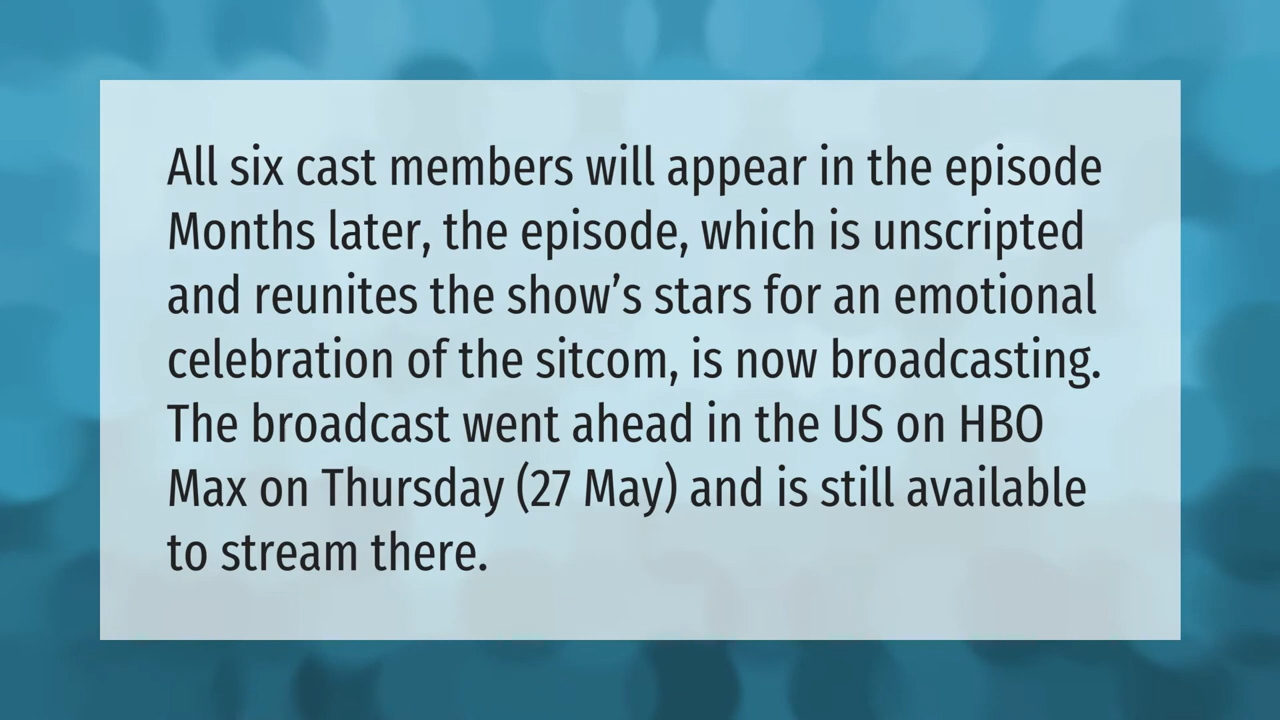 All six cast members will appear in the episode
Months later, the episode, which is unscripted
and reunites the show’s stars for an emotional
celebration of the sitcom, is now broadcasting.
The broadcast went ahead in the US on HBO
Max on Thursday (27 May) and is still available
to stream there.